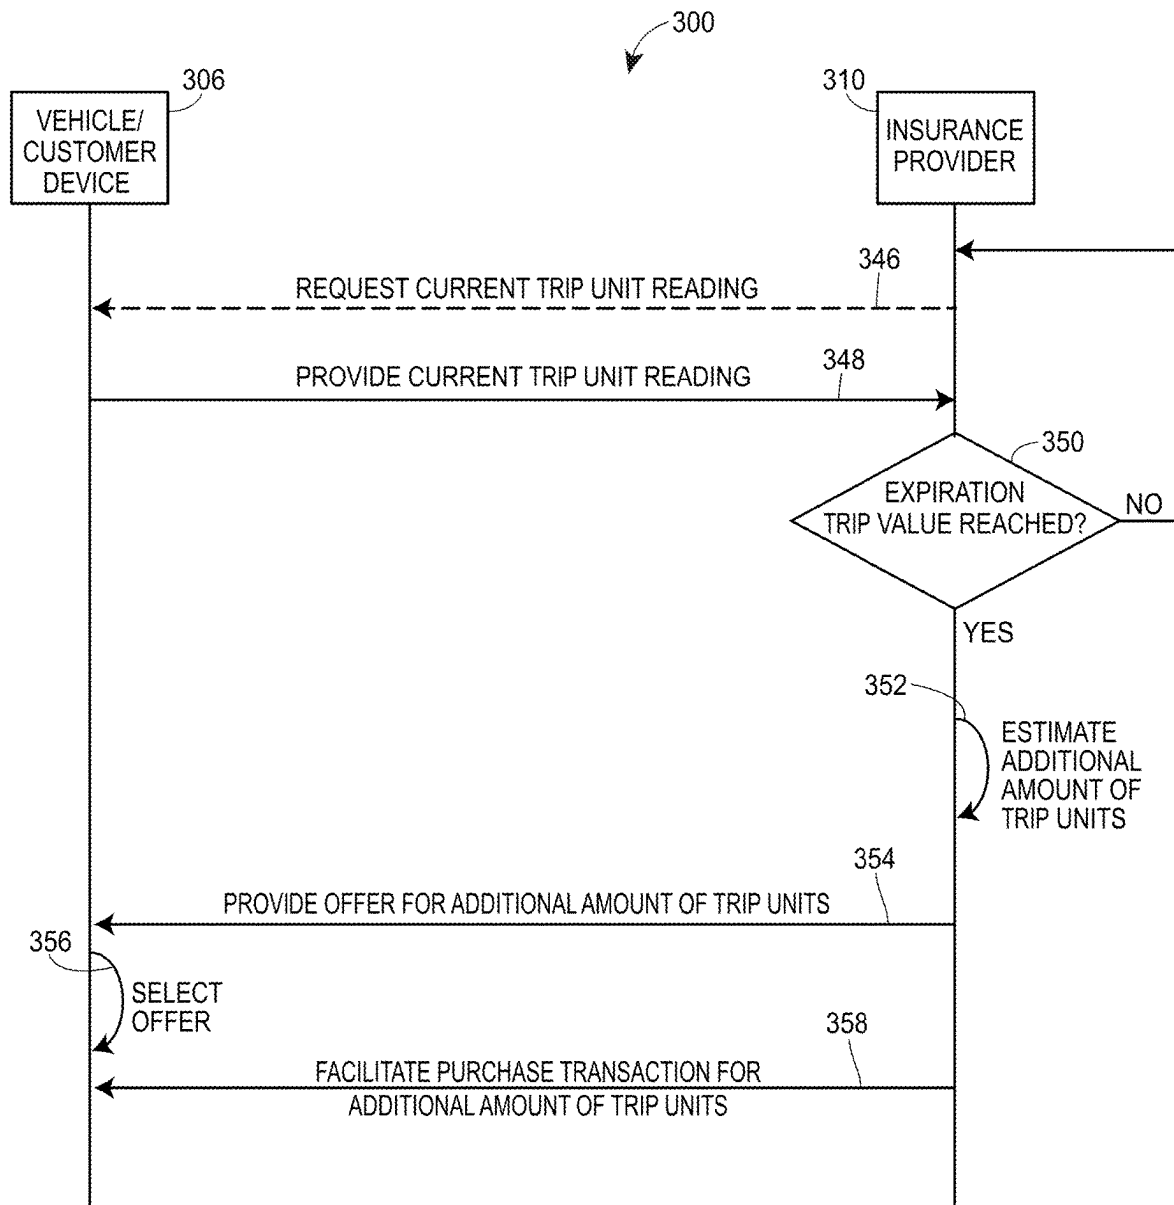 300
306
VEHICLE/
CUSTOMER
DEVICE
310
INSURANCE
PROVIDER
346
REQUEST CURRENT TRIP UNIT READING
348
PROVIDE CURRENT TRIP UNIT READING
350
EXPIRATION
TRIP VALUE REACHED?
NO
YES
352
ESTIMATE
ADDITIONAL
AMOUNT OF
TRIP UNITS
354
PROVIDE OFFER FOR ADDITIONAL AMOUNT OF TRIP UNITS
356
SELECT
OFFER
358
FACILITATE PURCHASE TRANSACTION FOR
ADDITIONAL AMOUNT OF TRIP UNITS